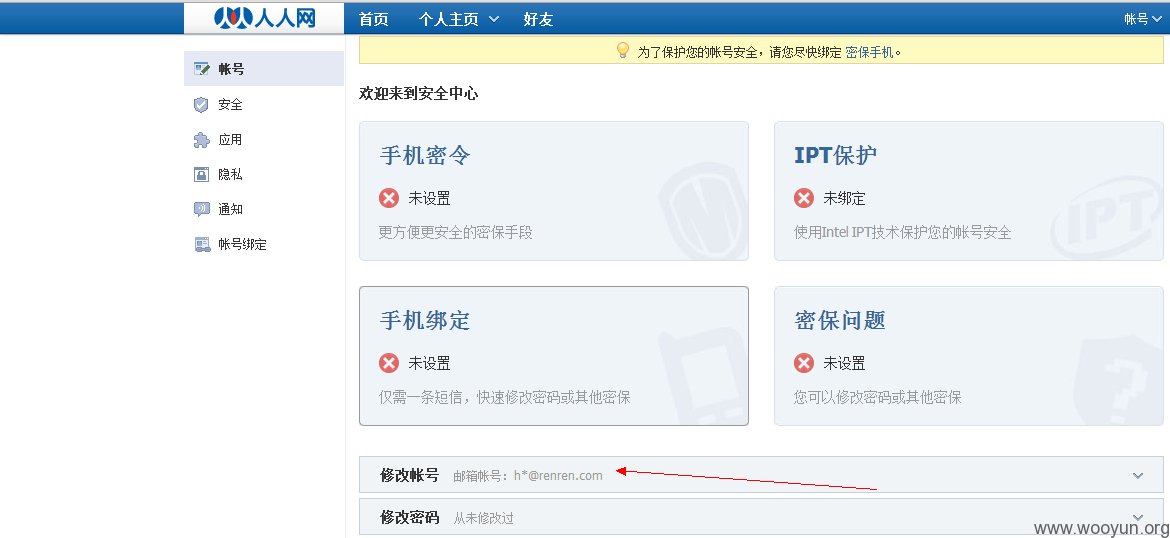 人人网 首页 个人主页 好友 帐号
为了保护您的帐号安全，请您尽快绑定 密保手机。
帐号
安全
应用
隐私
通知
帐号绑定
欢迎来到安全中心
手机密令
未设置
更方便更安全的密保手段
IPT保护
未绑定
使用Intel IPT技术保护您的帐号安全
IPT
手机绑定
未设置
仅需一条短信，快速修改密码或其他密保
密保问题
未设置
您可以修改密码或其他密保
修改帐号 邮箱帐号：h*@renren.com
修改密码 从未修改过
www.wooyun.org